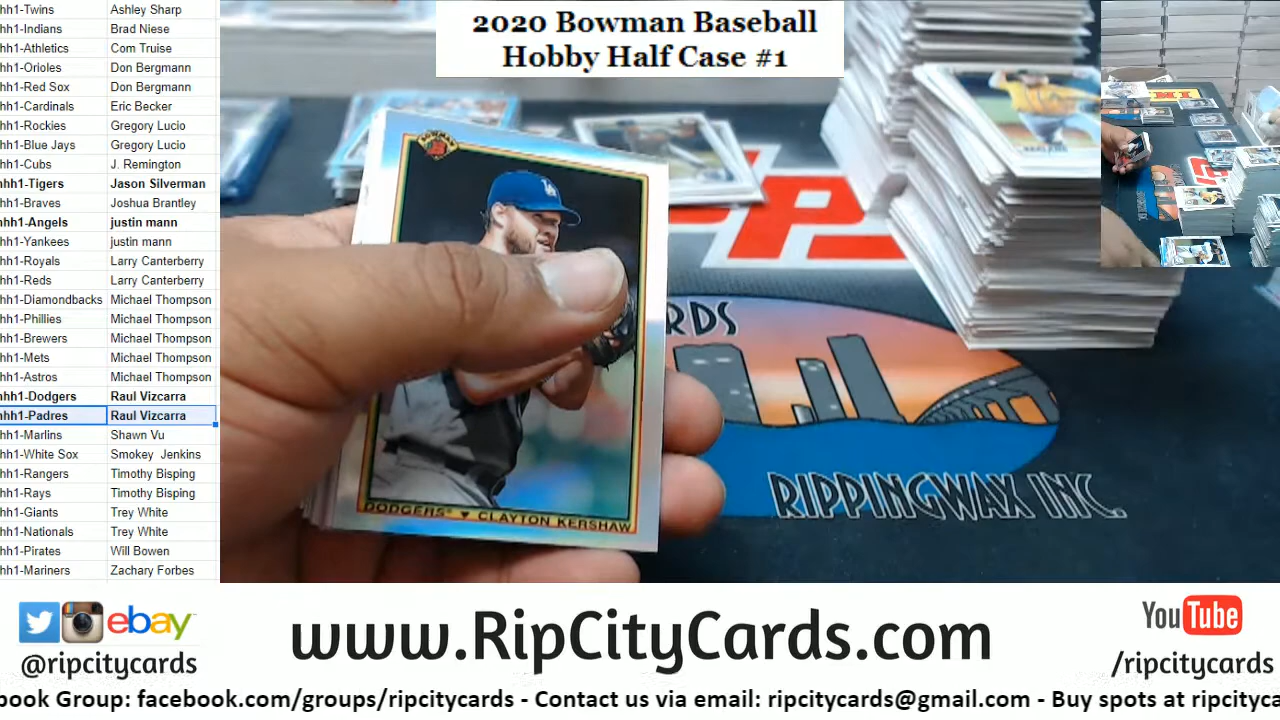 2020 Bowman Baseball
Hobby Half Case #1
hh1-Twins Ashley Sharp
hh1-Indians Brad Niese
hh1-Athletics Com Truise
hh1-Orioles Don Bergmann
hh1-Red Sox Don Bergmann
hh1-Cardinals Eric Becker
hh1-Rockies Gregory Lucio
hh1-Blue Jays Gregory Lucio
hh1-Cubs J. Remington
hh1-Tigers Jason Silverman
hh1-Braves Joshua Brantley
hh1-Angels justin mann
hh1-Yankees justin mann
hh1-Royals Larry Canterberry
hh1-Reds Larry Canterberry
hh1-Diamondbacks Michael Thompson
hh1-Phillies Michael Thompson
hh1-Brewers Michael Thompson
hh1-Mets Michael Thompson
hh1-Astros Michael Thompson
hh1-Dodgers Raul Vizcarra
hh1-Padres Raul Vizcarra
hh1-Marlins Shawn Vu
hh1-White Sox Smokey Jenkins
hh1-Rangers Timothy Bisping
hh1-Rays Timothy Bisping
hh1-Giants Trey White
hh1-Nationals Trey White
hh1-Pirates Will Bowen
hh1-Mariners Zachary Forbes
BOWMAN
LA
DODGERS CLAYTON KERSHAW
RDS
RIPPINGWAX INC.
ebay
@ripcitycards
www.RipCityCards.com
YouTube
/ripcitycards
book Group: facebook.com/groups/ripcitycards - Contact us via email: ripcitycards@gmail.com - Buy spots at ripcityca